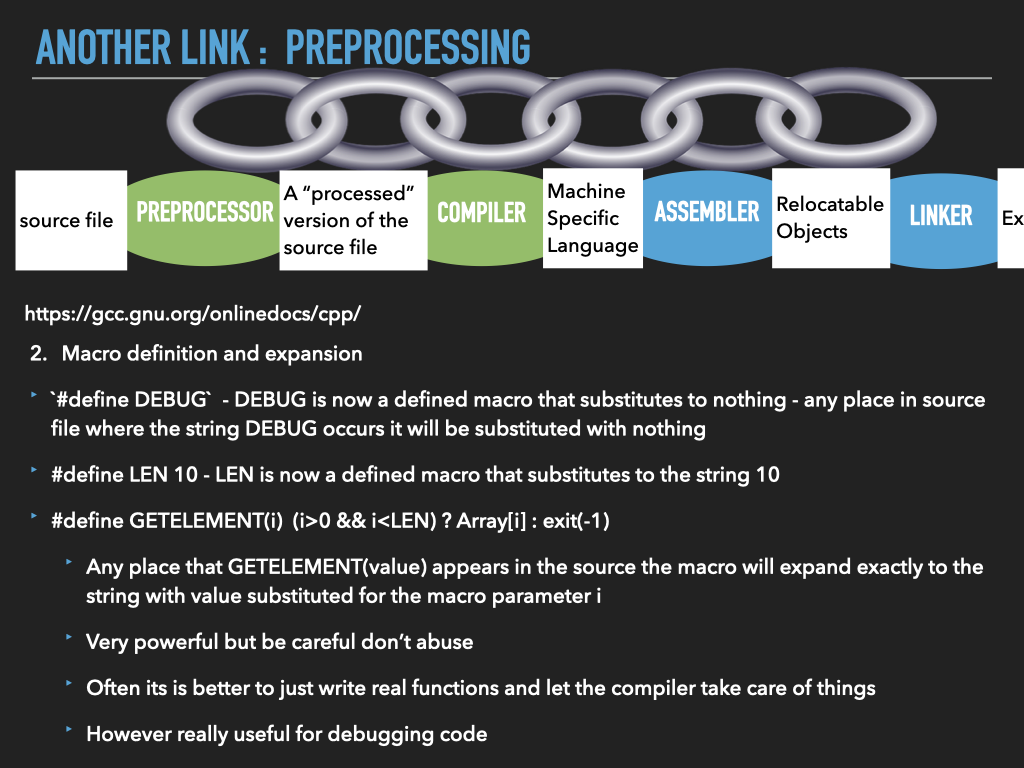 ANOTHER LINK : PREPROCESSING
source file
PREPROCESSOR
A “processed”
version of the
source file
COMPILER
Machine
Specific
Language
ASSEMBLER
Relocatable
Objects
LINKER
Ex
https://gcc.gnu.org/onlinedocs/cpp/
2. Macro definition and expansion
‣ `#define DEBUG` - DEBUG is now a defined macro that substitutes to nothing - any place in source
file where the string DEBUG occurs it will be substituted with nothing
‣ #define LEN 10 - LEN is now a defined macro that substitutes to the string 10
‣ #define GETELEMENT(i) (i>0 && i<LEN) ? Array[i] : exit(-1)
‣ Any place that GETELEMENT(value) appears in the source the macro will expand exactly to the
string with value substituted for the macro parameter i
‣ Very powerful but be careful don’t abuse
‣ Often its is better to just write real functions and let the compiler take care of things
‣ However really useful for debugging code